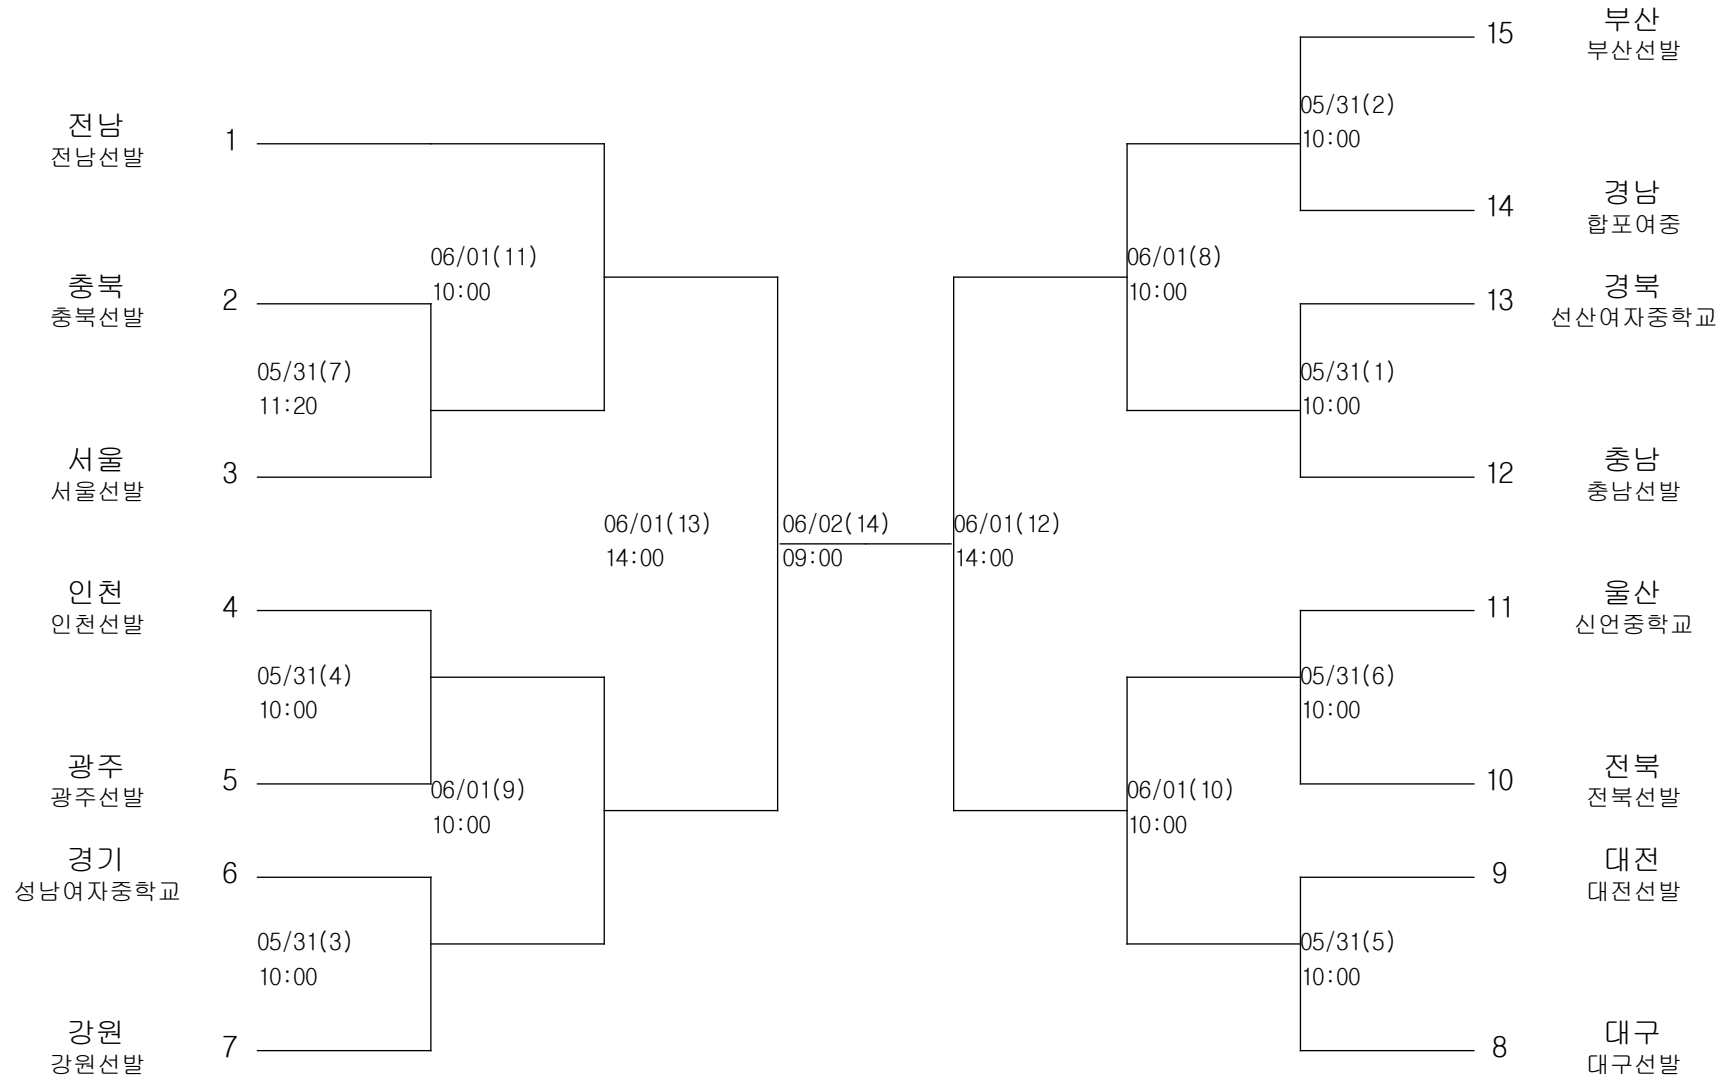 전남
전남선발
1
충북
충북선발
2
06/01(11)
10:00
05/31(7)
11:20
서울
서울선발
3
06/01(13)
14:00
인천
인천선발
4
05/31(4)
10:00
광주
광주선발
5
06/01(9)
10:00
경기
성남여자중학교
6
05/31(3)
10:00
강원
강원선발
7
06/02(14)
09:00
06/01(12)
14:00
15
부산
부산선발
05/31(2)
10:00
14
경남
합포여중
06/01(8)
10:00
13
경북
선산여자중학교
05/31(1)
10:00
12
충남
충남선발
11
울산
신언중학교
05/31(6)
10:00
10
전북
전북선발
06/01(10)
10:00
9
대전
대전선발
05/31(5)
10:00
8
대구
대구선발